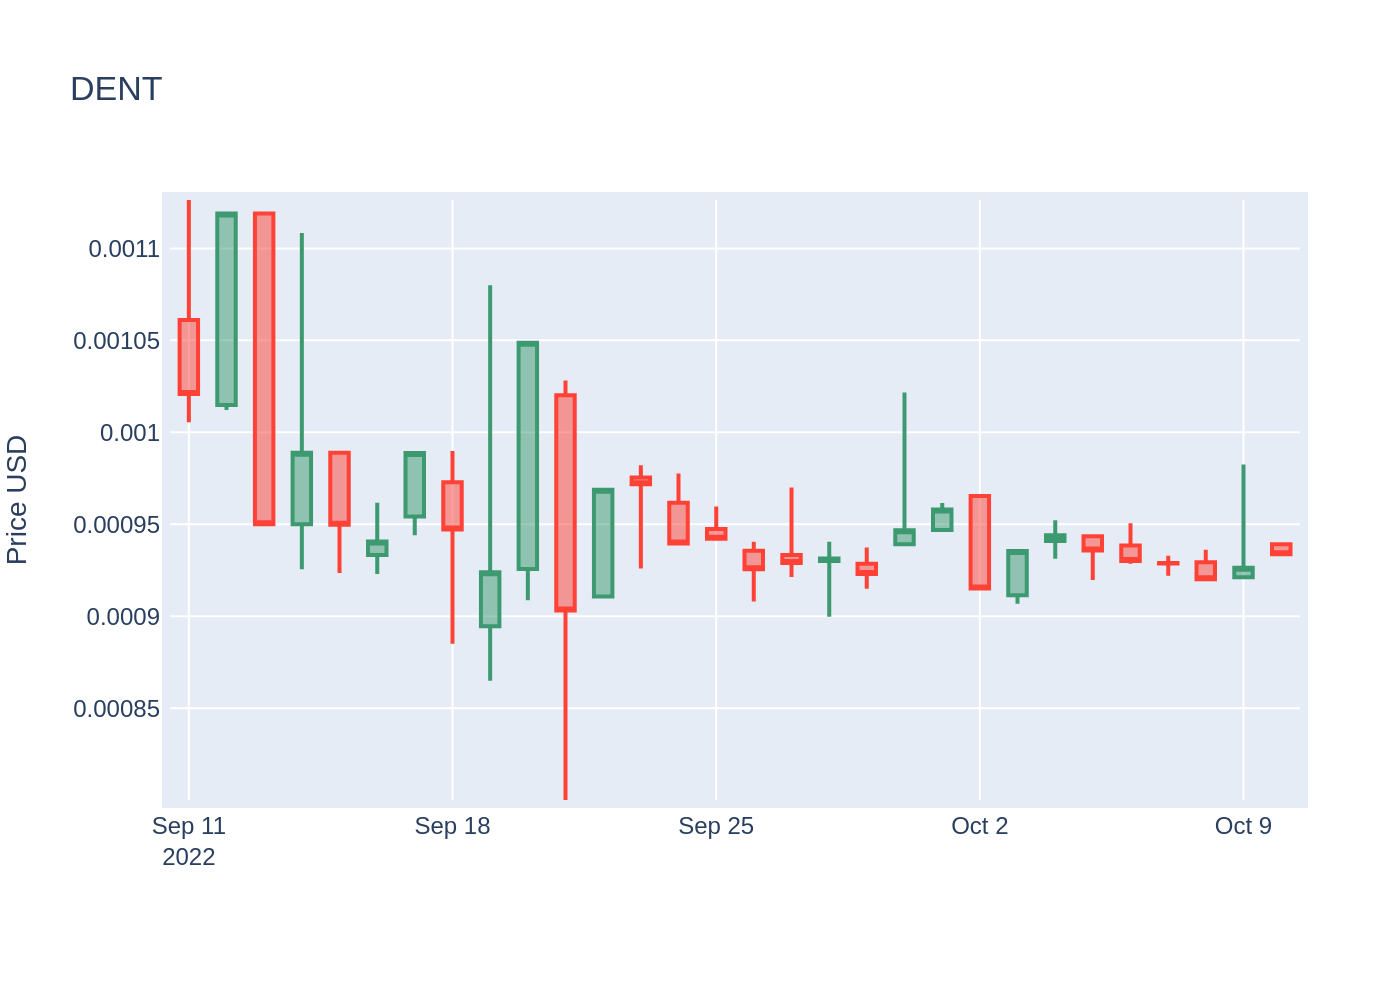 DENT
Price USD
0.0011
0.00105
0.001
0.00095
0.0009
0.00085
Sep 11
2022
Sep 18
Sep 25
Oct 2
Oct 9